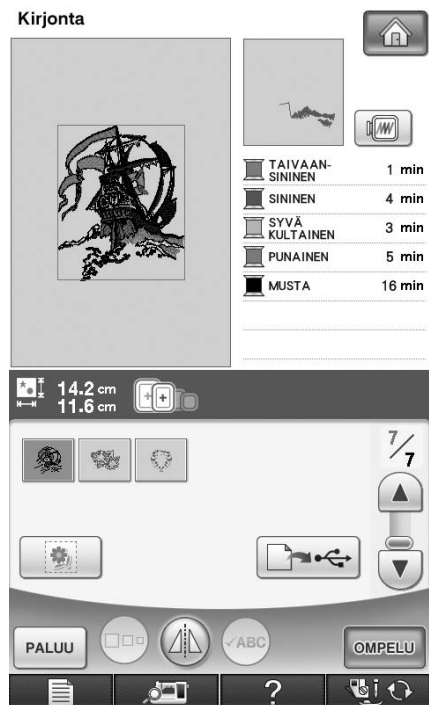 Kirjonta
TAIVAAN-
SININEN 1 min
SININEN 4 min
SYVÄ
KULTAINEN 3 min
PUNAINEN 5 min
MUSTA 16 min
14.2 cm
11.6 cm
7/7
PALUU
✓ABC
OMPELU
?